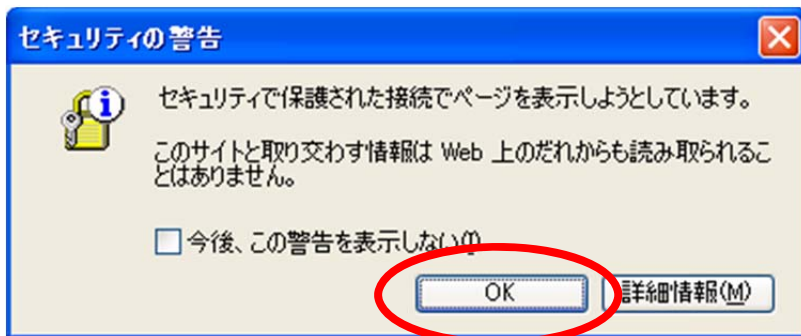 セキュリティの警告
セキュリティで保護された接続でページを表示しようとしています。
このサイトと取り交わす情報は Web 上のだれからも読み取られるこ
とはありません。
今後、この警告を表示しない(I)
OK
詳細情報(M)